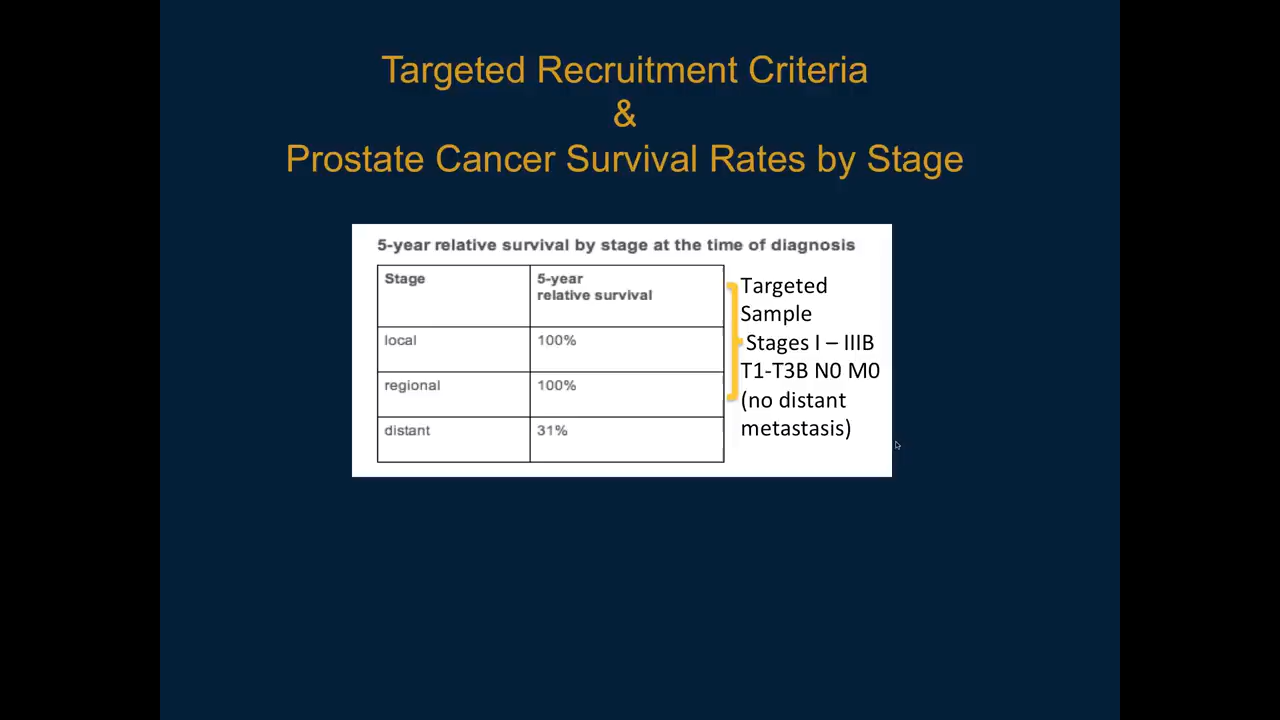 Targeted Recruitment Criteria
&
Prostate Cancer Survival Rates by Stage
5-year relative survival by stage at the time of diagnosis
Stage
5-year
relative survival
local
100%
regional
100%
distant
31%
Targeted
Sample
Stages I – IIIB
T1-T3B N0 M0
(no distant
metastasis)